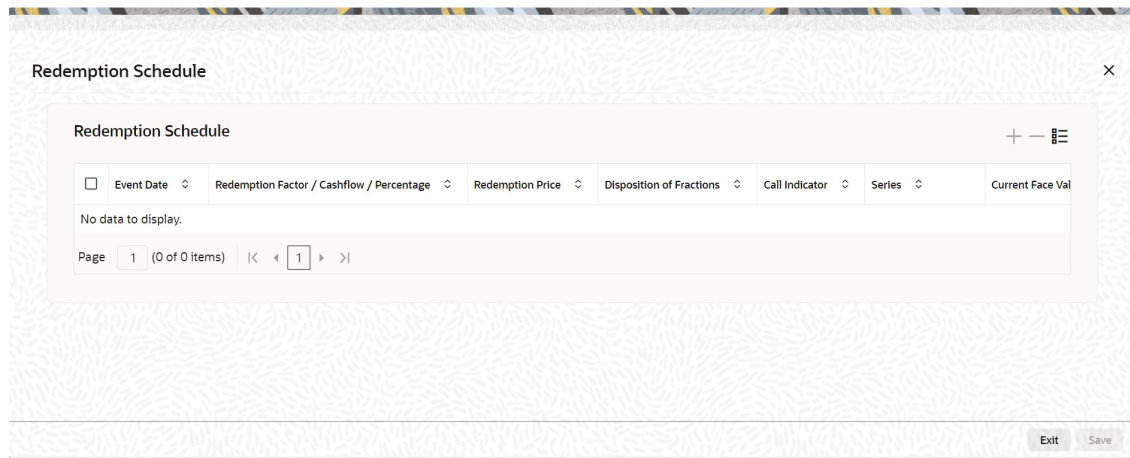 Redemption Schedule
Redemption Schedule
Event Date Redemption Factor / Cashflow / Percentage Redemption Price Disposition of Fractions Call Indicator Series Current Face Val
No data to display.
Page 1 (0 of 0 items) 1
Exit Save